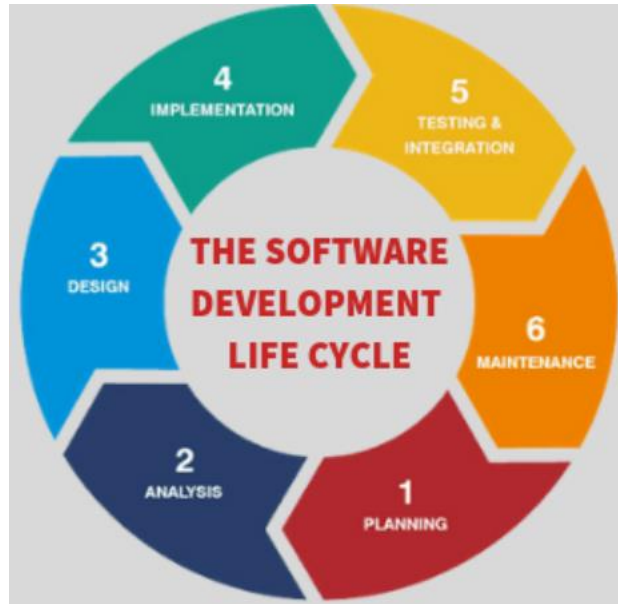 THE SOFTWARE
DEVELOPMENT
LIFE CYCLE
1
PLANNING
2
ANALYSIS
3
DESIGN
4
IMPLEMENTATION
5
TESTING &
INTEGRATION
6
MAINTENANCE